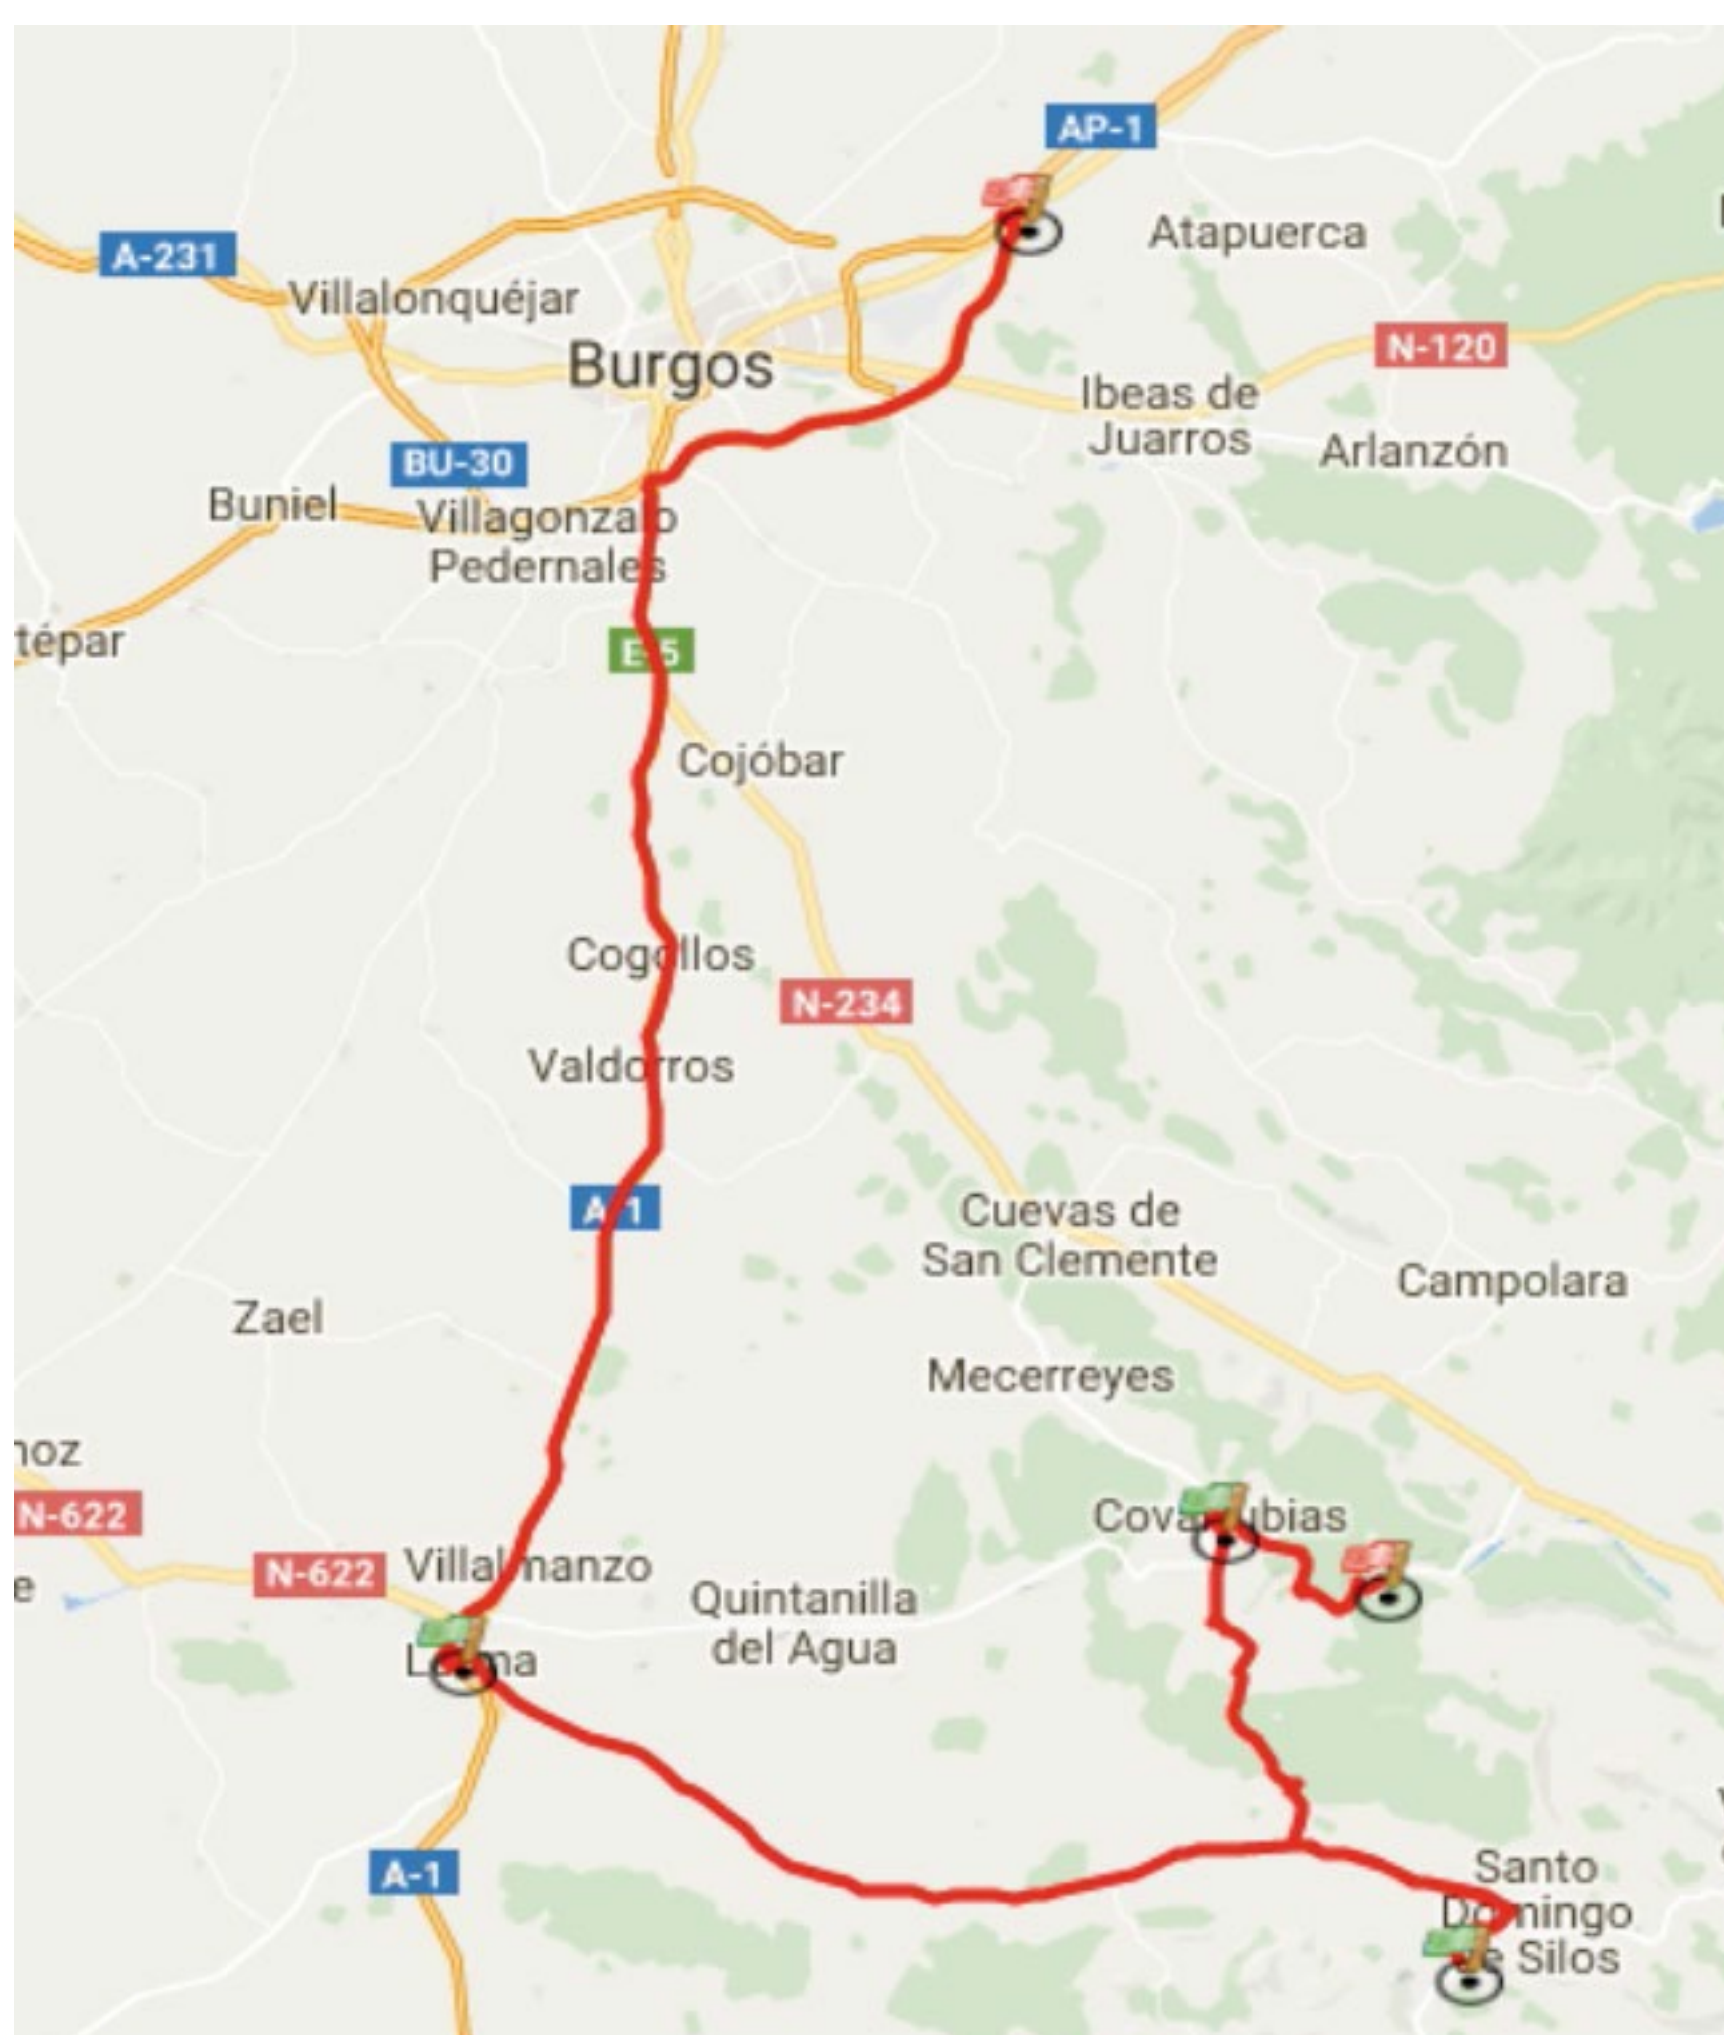 AP-1
Atapuerca
A-231
Villalonquéjar
Burgos
N-120
Ibeas de
Juarros
Arlanzón
BU-30
Buniel
Villagonzalo
Pedernales
tépar
E-5
Cojóbar
Cogollos
N-234
Valdorros
A-1
Cuevas de
San Clemente
Campolara
Zael
Mecerreyes
noz
N-622
Covarrubias
N-622
Villalmanzo
e
Quintanilla
del Agua
Lerma
A-1
Santo
Domingo
de Silos